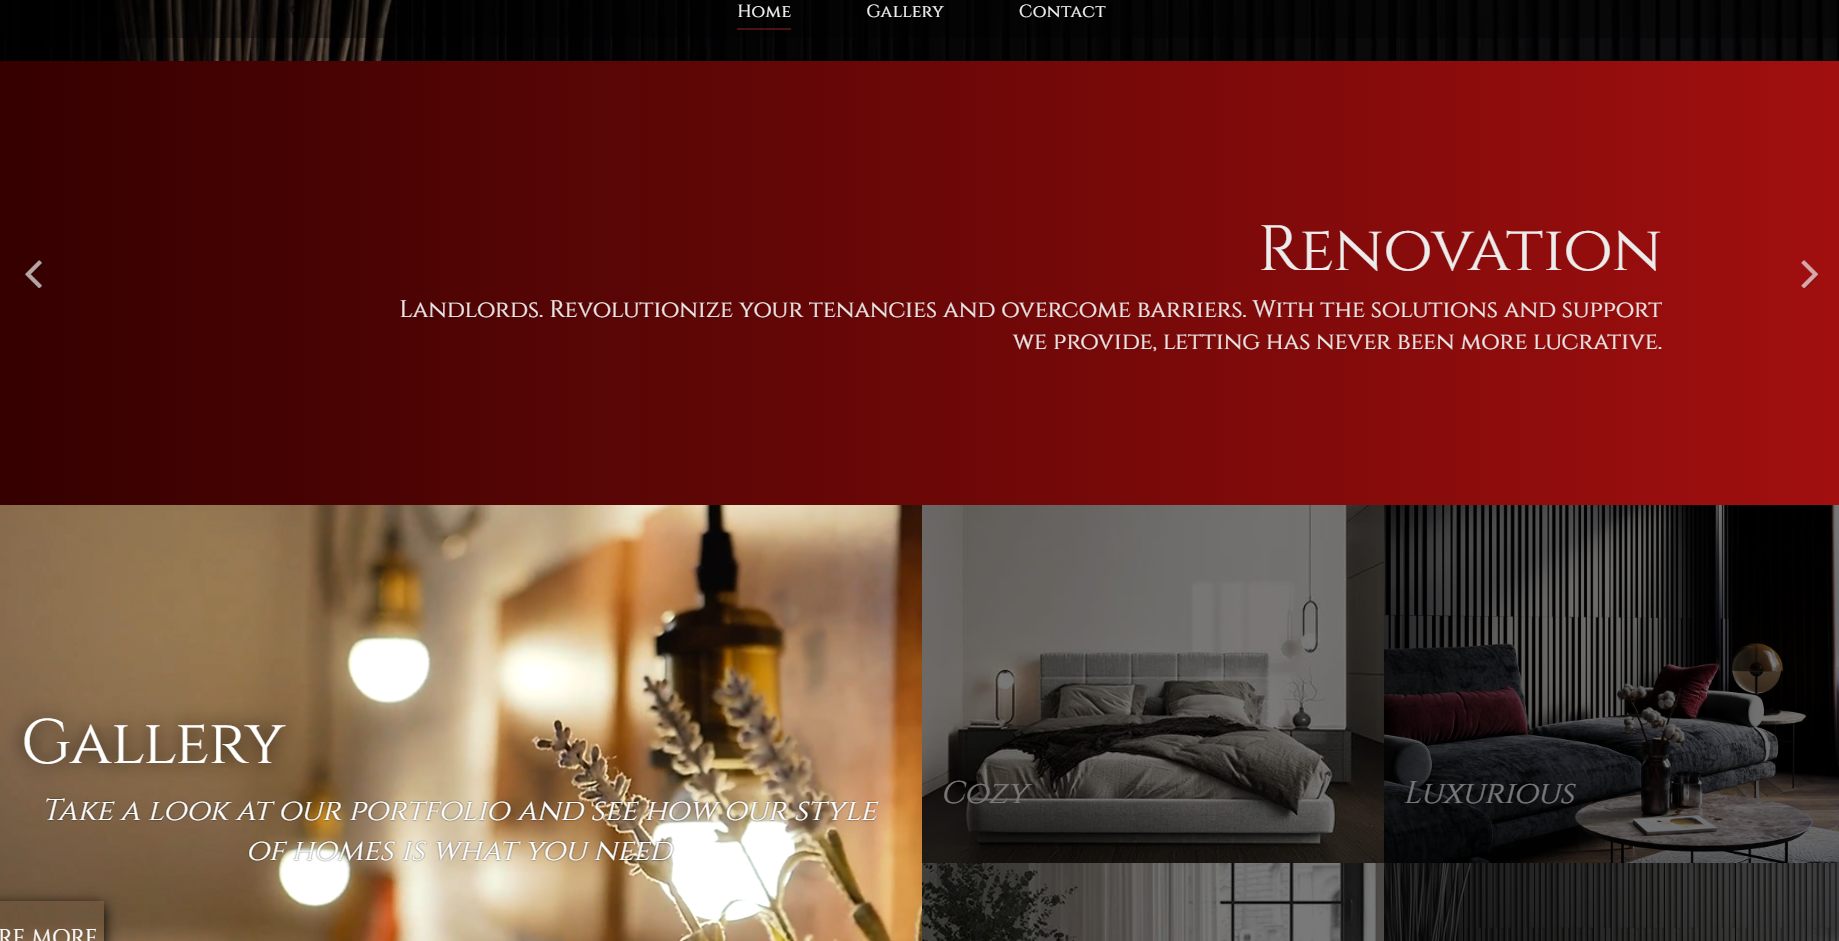 Home Gallery Contact
Renovation
Landlords. Revolutionize your tenancies and overcome barriers. With the solutions and support
we provide, letting has never been more lucrative.
Gallery
Take a look at our portfolio and see how our style
of homes is what you need
Cozy
Luxurious
RE MORE